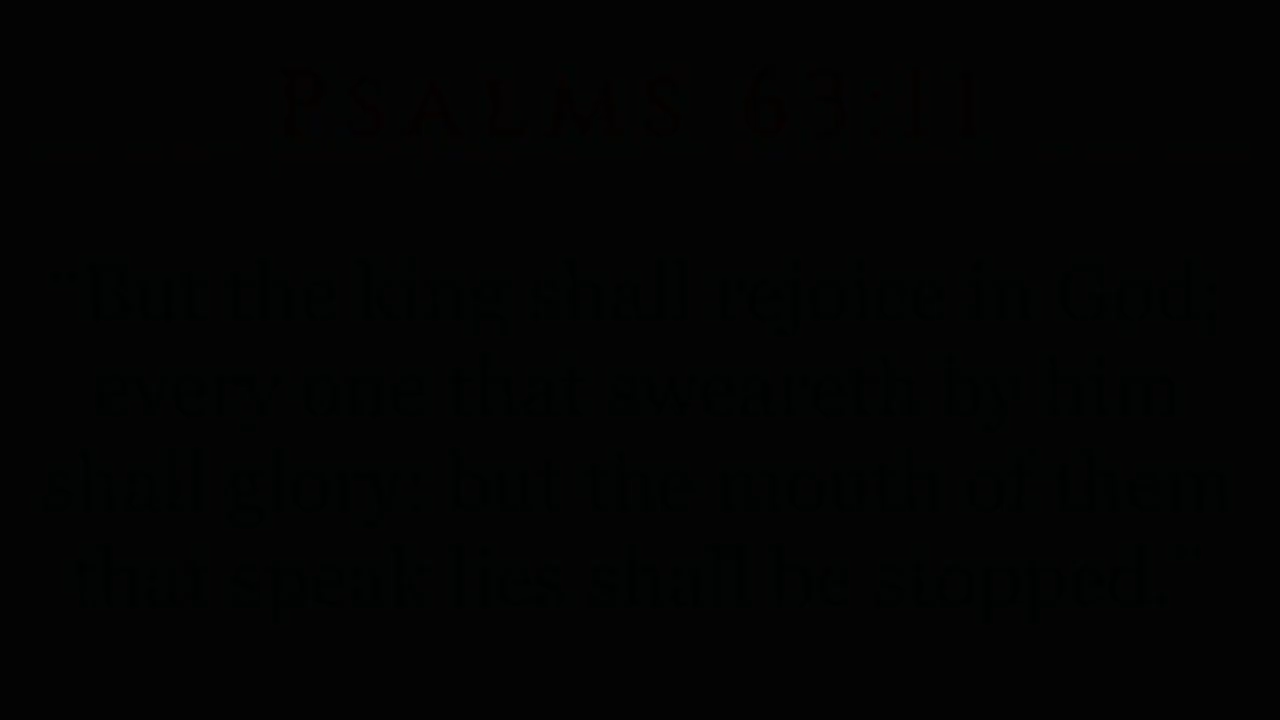 PSALMS 63:11
“But the king shall rejoice in God;
every one that sweareth by him
shall glory: but the mouth of them
that speak lies shall be stopped.”